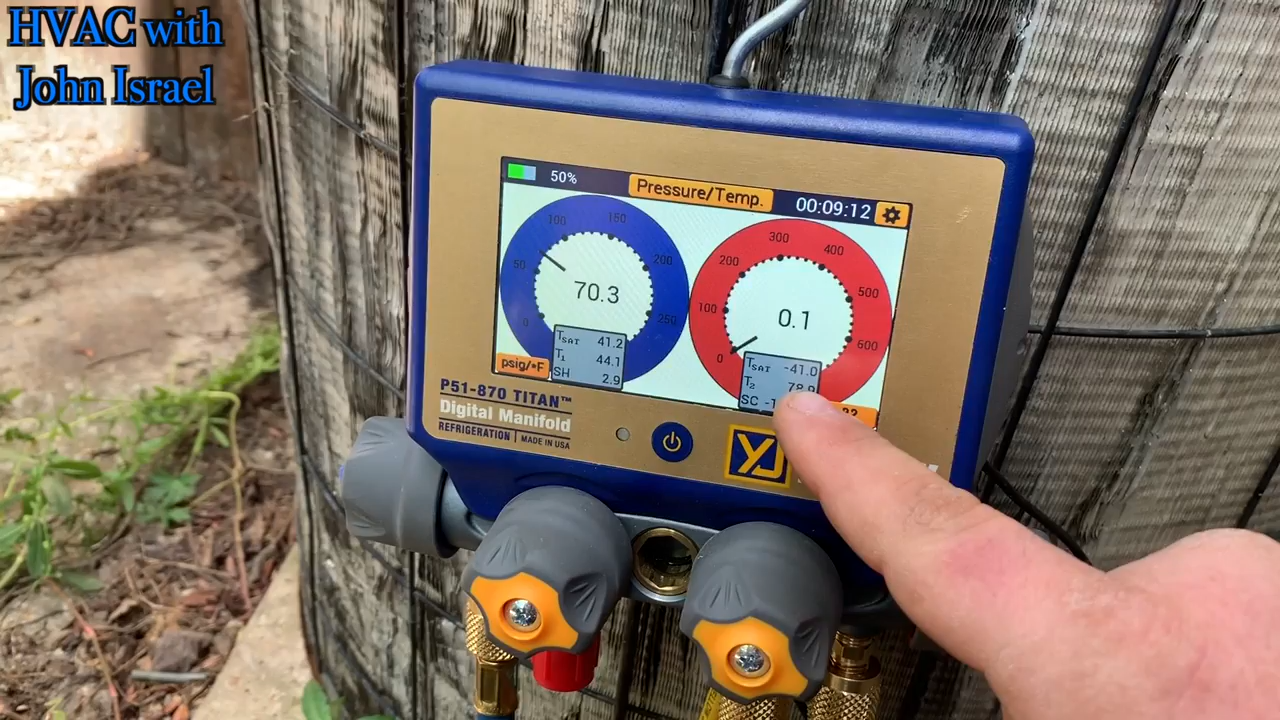 HVAC with
John Israel
50%
Pressure/Temp.
00:09:12
100 150
50 200
0 250
70.3
TSAT 41.2
T1 44.1
SH 2.9
psig/°F
300 400
200 500
100 600
0
0.1
TSAT -41.0
T2 78.9
SC
P51-870 TITAN™
Digital Manifold
REFRIGERATION | MADE IN USA
YJ